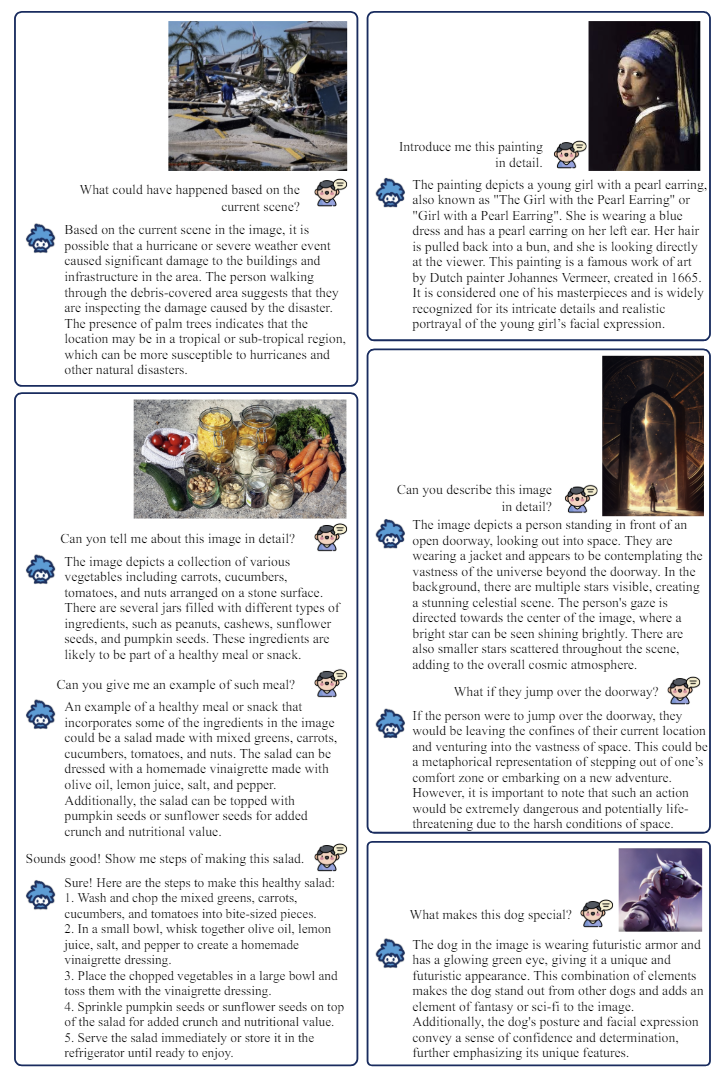 What could have happened based on the
current scene?
Based on the current scene in the image, it is
possible that a hurricane or severe weather event
caused significant damage to the buildings and
infrastructure in the area. The person walking
through the debris-covered area suggests that they
are inspecting the damage caused by the disaster.
The presence of palm trees indicates that the
location may be in a tropical or sub-tropical region,
which can be more susceptible to hurricanes and
other natural disasters.
Can yon tell me about this image in detail?
The image depicts a collection of various
vegetables including carrots, cucumbers,
tomatoes, and nuts arranged on a stone surface.
There are several jars filled with different types of
ingredients, such as peanuts, cashews, sunflower
seeds, and pumpkin seeds. These ingredients are
likely to be part of a healthy meal or snack.
Can you give me an example of such meal?
An example of a healthy meal or snack that
incorporates some of the ingredients in the image
could be a salad made with mixed greens, carrots,
cucumbers, tomatoes, and nuts. The salad can be
dressed with a homemade vinaigrette made with
olive oil, lemon juice, salt, and pepper.
Additionally, the salad can be topped with
pumpkin seeds or sunflower seeds for added
crunch and nutritional value.
Sounds good! Show me steps of making this salad.
Sure! Here are the steps to make this healthy salad:
1. Wash and chop the mixed greens, carrots,
cucumbers, and tomatoes into bite-sized pieces.
2. In a small bowl, whisk together olive oil, lemon
juice, salt, and pepper to create a homemade
vinaigrette dressing.
3. Place the chopped vegetables in a large bowl and
toss them with the vinaigrette dressing.
4. Sprinkle pumpkin seeds or sunflower seeds on top
of the salad for added crunch and nutritional value.
5. Serve the salad immediately or store it in the
refrigerator until ready to enjoy.
Introduce me this painting
in detail.
The painting depicts a young girl with a pearl earring,
also known as "The Girl with the Pearl Earring" or
"Girl with a Pearl Earring". She is wearing a blue
dress and has a pearl earring on her left ear. Her hair
is pulled back into a bun, and she is looking directly
at the viewer. This painting is a famous work of art
by Dutch painter Johannes Vermeer, created in 1665.
It is considered one of his masterpieces and is widely
recognized for its intricate details and realistic
portrayal of the young girl's facial expression.
Can you describe this image
in detail?
The image depicts a person standing in front of an
open doorway, looking out into space. They are
wearing a jacket and appears to be contemplating the
vastness of the universe beyond the doorway. In the
background, there are multiple stars visible, creating
a stunning celestial scene. The person's gaze is
directed towards the center of the image, where a
bright star can be seen shining brightly. There are
also smaller stars scattered throughout the scene,
adding to the overall cosmic atmosphere.
What if they jump over the doorway?
If the person were to jump over the doorway, they
would be leaving the confines of their current location
and venturing into the vastness of space. This could be
a metaphorical representation of stepping out of one's
comfort zone or embarking on a new adventure.
However, it is important to note that such an action
would be extremely dangerous and potentially life-
threatening due to the harsh conditions of space.
What makes this dog special?
The dog in the image is wearing futuristic armor and
has a glowing green eye, giving it a unique and
futuristic appearance. This combination of elements
makes the dog stand out from other dogs and adds an
element of fantasy or sci-fi to the image.
Additionally, the dog's posture and facial expression
convey a sense of confidence and determination,
further emphasizing its unique features.